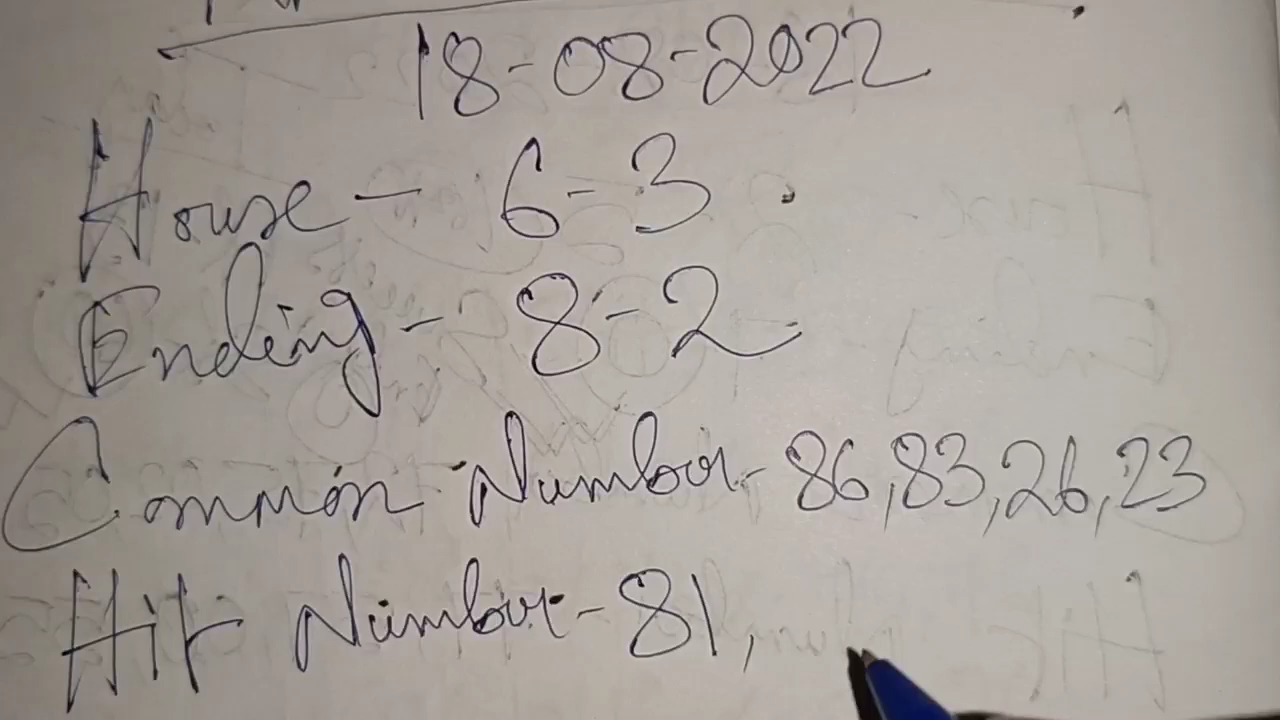 18-08-2022
House - 6-3
Ending - 8-2
Common Number - 86,83,26,23
Hit Number - 81,